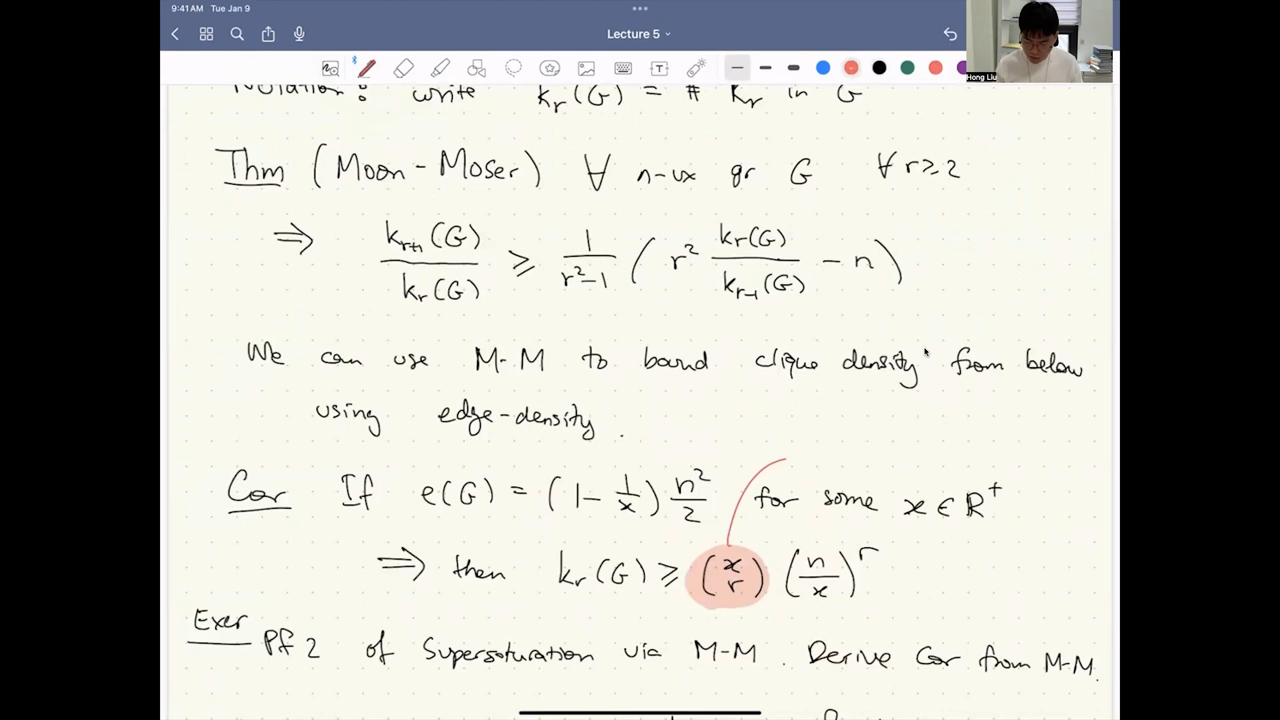 9:41 AM Tue Jan 9
Lecture 5
Hong Liu
Notation: write kr(G) = # Kr in G
Thm (Moon-Moser) ∀ n-vx gr G ∀ r ≥ 2
⇒ k_{r+1}(G) / k_r(G) ≥ 1/(r²-1) ( r² k_r(G) / k_{r-1}(G) - n )
We can use M-M to bound clique density from below
using edge-density.
Cor If e(G) = (1 - 1/x) n²/2 for some x ∈ ℝ⁺
⇒ then k_r(G) ≥ (x r) (n/x)^r
Exer Pf 2 of Supersaturation via M-M. Derive Cor from M-M.